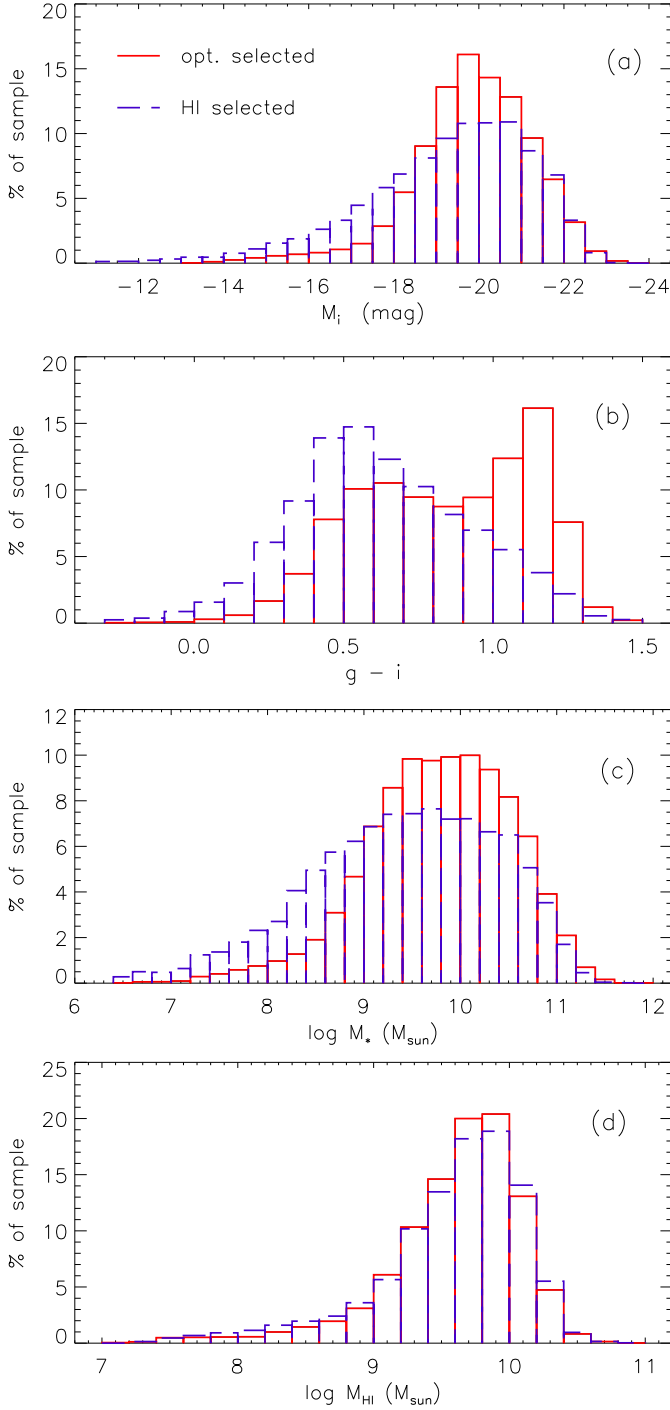 20
15
10
5
0
% of sample
opt. selected
HI selected
(a)
-12 -14 -16 -18 -20 -22 -24
M_i (mag)
20
15
10
5
0
% of sample
(b)
0.0 0.5 1.0 1.5
g - i
12
10
8
6
4
2
0
% of sample
(c)
6 7 8 9 10 11 12
log M_* (M_sun)
25
20
15
10
5
0
% of sample
(d)
7 8 9 10 11
log M_HI (M_sun)